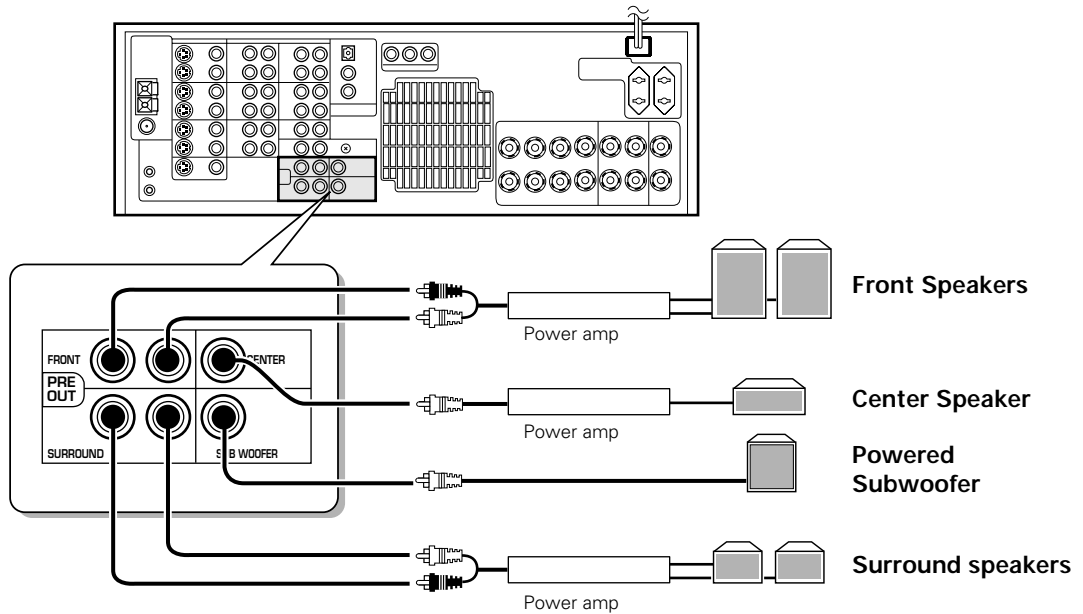 Front Speakers
Power amp
FRONT
CENTER
PRE
OUT
Center Speaker
Power amp
SURROUND
SUB WOOFER
Powered
Subwoofer
Surround speakers
Power amp